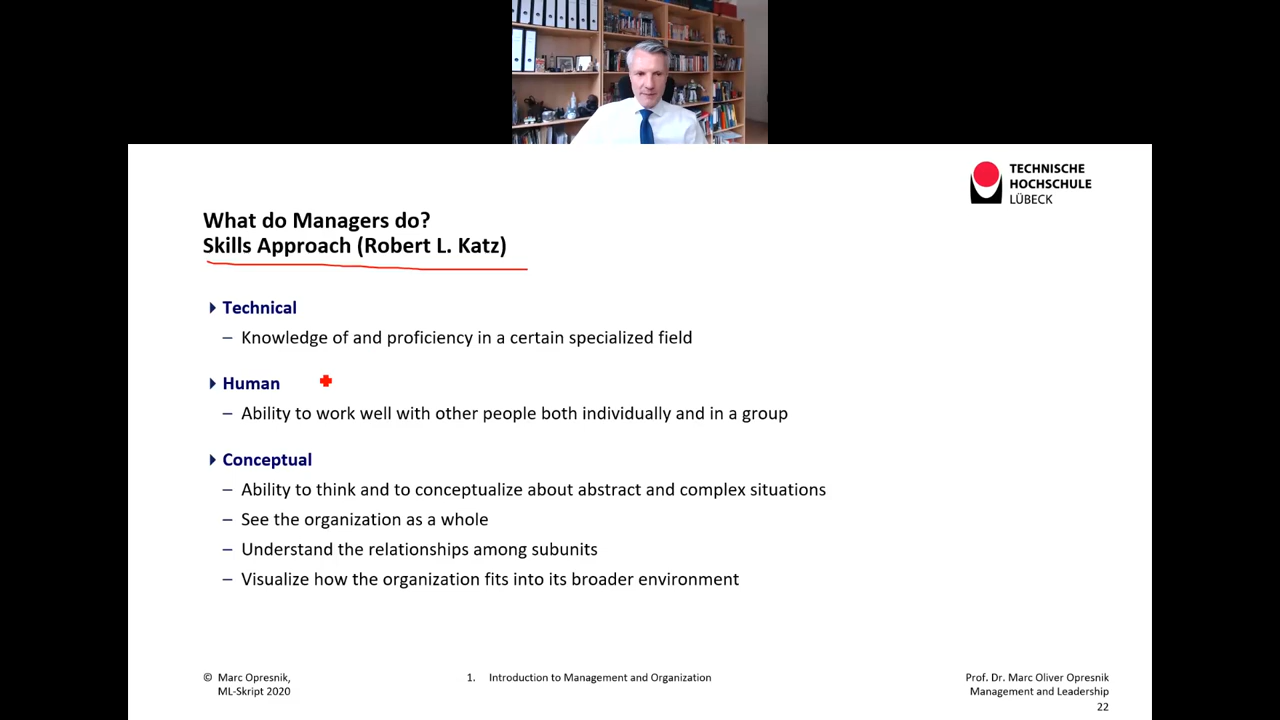 TECHNISCHE
HOCHSCHULE
LÜBECK
What do Managers do?
Skills Approach (Robert L. Katz)
Technical
– Knowledge of and proficiency in a certain specialized field
Human
– Ability to work well with other people both individually and in a group
Conceptual
– Ability to think and to conceptualize about abstract and complex situations
– See the organization as a whole
– Understand the relationships among subunits
– Visualize how the organization fits into its broader environment
© Marc Opresnik,
ML-Skript 2020
1. Introduction to Management and Organization
Prof. Dr. Marc Oliver Opresnik
Management and Leadership
22